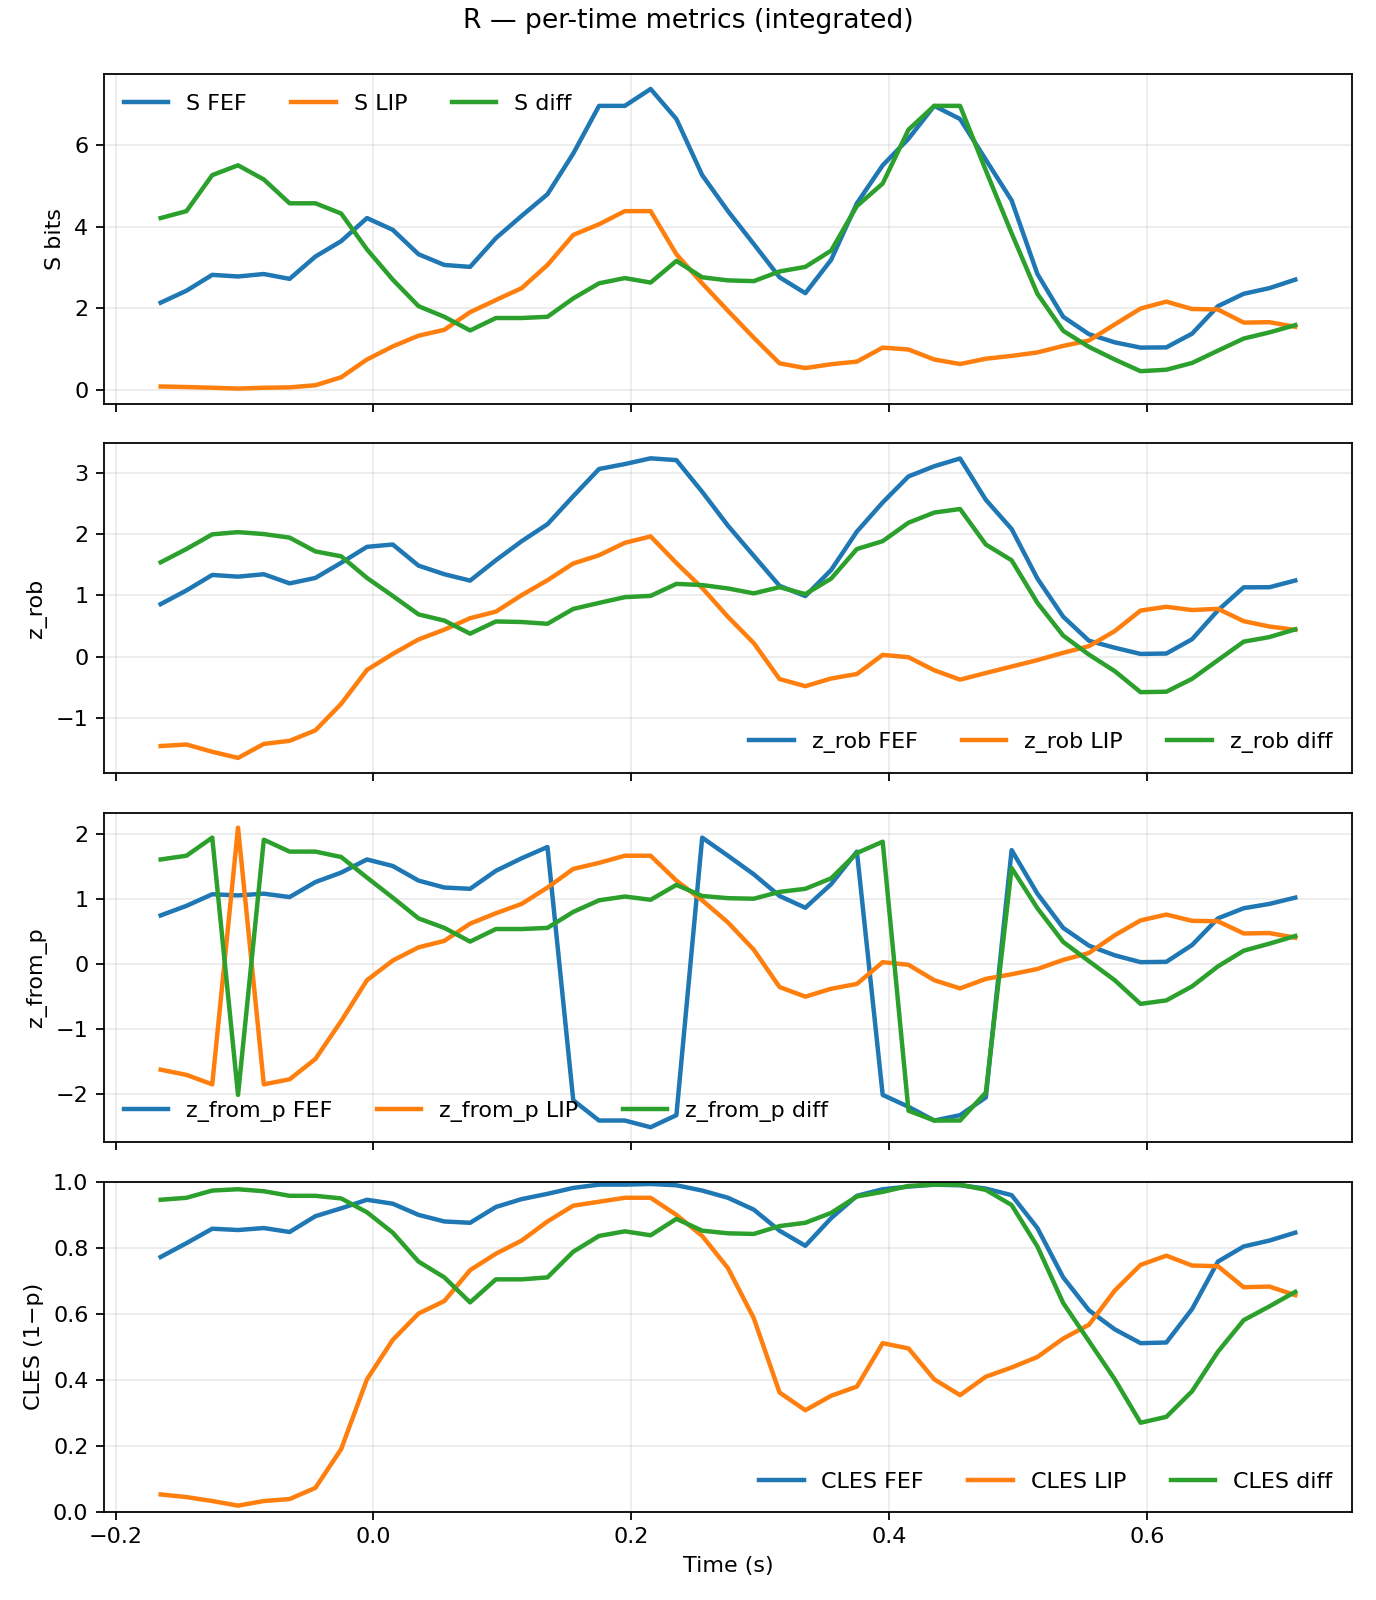 R — per-time metrics (integrated)
S FEF S LIP S diff
S bits
6
4
2
0
z_rob
3
2
1
0
−1
z_rob FEF z_rob LIP z_rob diff
z_from_p
2
1
0
−1
−2
z_from_p FEF z_from_p LIP z_from_p diff
CLES (1−p)
1.0
0.8
0.6
0.4
0.2
0.0
CLES FEF CLES LIP CLES diff
−0.2 0.0 0.2 0.4 0.6
Time (s)